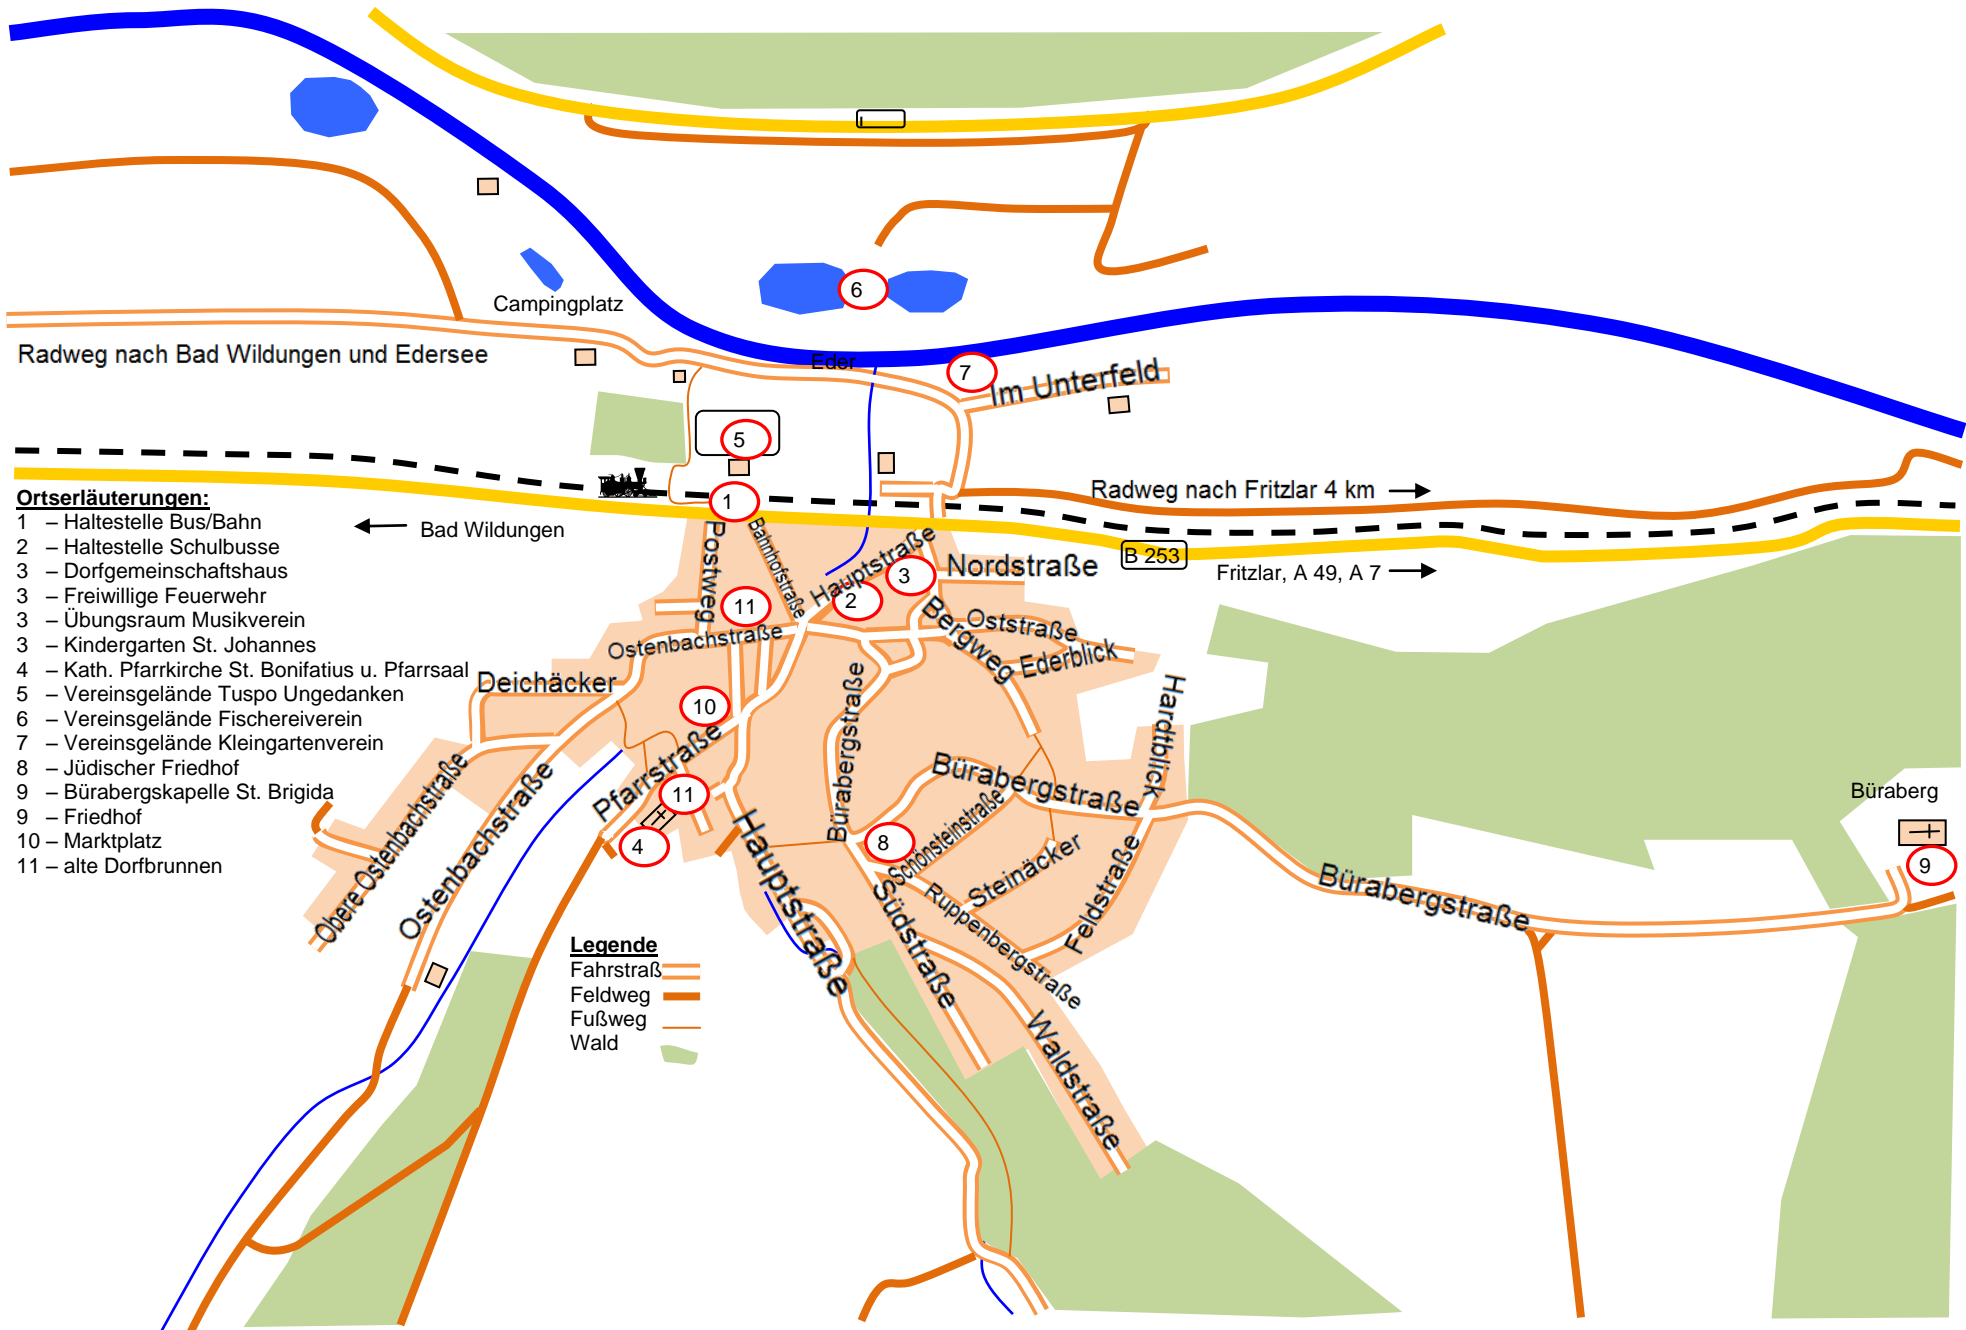 Campingplatz
6
Radweg nach Bad Wildungen und Edersee
Eder
7
Im Unterfeld
5
1
Radweg nach Fritzlar 4 km
Bad Wildungen
B 253
Fritzlar, A 49, A 7
Ortserläuterungen:
1 – Haltestelle Bus/Bahn
2 – Haltestelle Schulbusse
3 – Dorfgemeinschaftshaus
3 – Freiwillige Feuerwehr
3 – Übungsraum Musikverein
3 – Kindergarten St. Johannes
4 – Kath. Pfarrkirche St. Bonifatius u. Pfarrsaal
5 – Vereinsgelände Tuspo Ungedanken
6 – Vereinsgelände Fischereiverein
7 – Vereinsgelände Kleingartenverein
8 – Jüdischer Friedhof
9 – Bürabergskapelle St. Brigida
9 – Friedhof
10 – Marktplatz
11 – alte Dorfbrunnen
Postweg
Bahnhofstraße
Hauptstraße
3
Nordstraße
11
2
Ostenbachstraße
Bergweg
Oststraße
Ederblick
Deichäcker
10
Bürabergstraße
Hardtblick
Pfarrstraße
11
4
Obere Ostenbachstraße
Ostenbachstraße
Hauptstraße
Bürabergstraße
8
Schönsteinstraße
Steinäcker
Feldstraße
Ruppenbergstraße
Südstraße
Waldstraße
Bürabergstraße
Büraberg
9
Legende
Fahrstraß
Feldweg
Fußweg
Wald